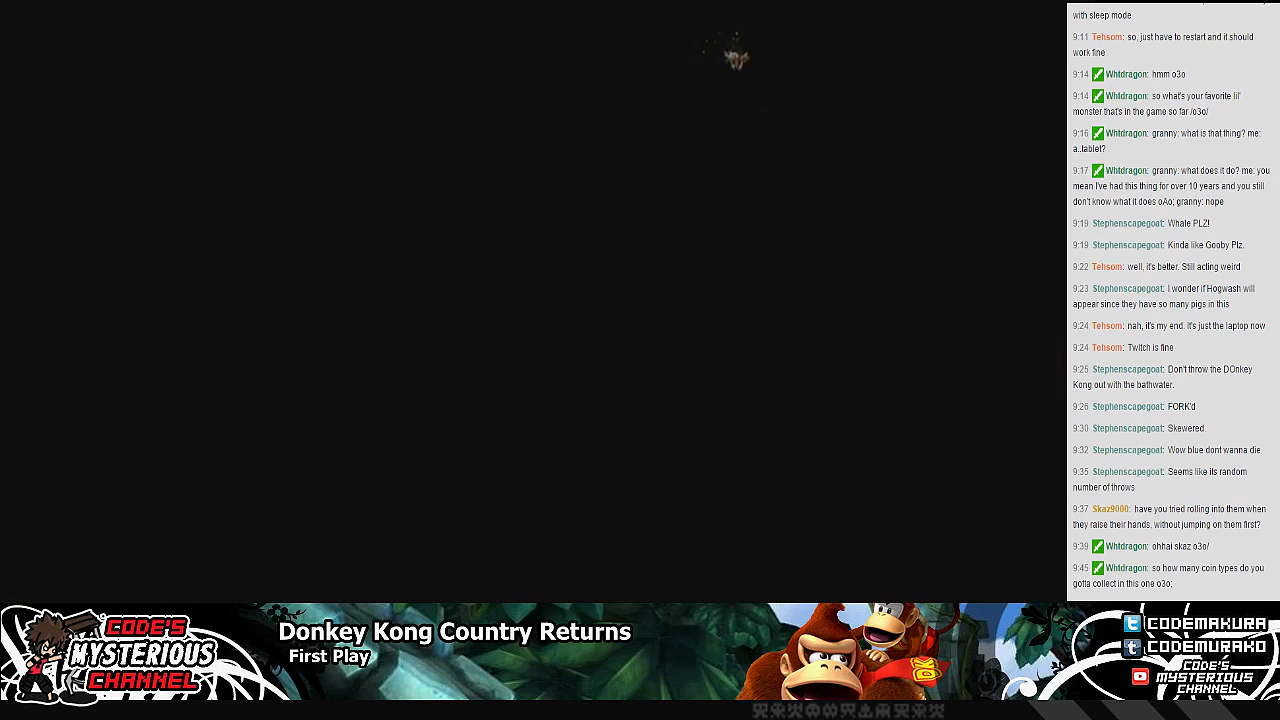 with sleep mode
9:11 Tehsom: so, just have to restart and it should
work fine
9:14 Whtdragon: hmm o3o
9:14 Whtdragon: so what's your favorite lil'
monster that's in the game so far /o3o/
9:16 Whtdragon: granny: what is that thing? me:
a..tablet?
9:17 Whtdragon: granny: what does it do? me: you
mean I've had this thing for over 10 years and you still
don't know what it does oAo; granny: nope
9:19 Stephenscapegoat: Whale PLZ!
9:19 Stephenscapegoat: Kinda like Gooby Plz.
9:22 Tehsom: well, it's better. Still acting weird
9:23 Stephenscapegoat: I wonder if Hogwash will
appear since they have so many pigs in this
9:24 Tehsom: nah, it's my end. It's just the laptop now
9:24 Tehsom: Twitch is fine
9:25 Stephenscapegoat: Don't throw the DOnkey
Kong out with the bathwater.
9:26 Stephenscapegoat: FORK'd
9:30 Stephenscapegoat: Skewered.
9:32 Stephenscapegoat: Wow blue dont wanna die
9:35 Stephenscapegoat: Seems like its random
number of throws
9:37 Skaz9000: have you tried rolling into them when
they raise their hands, without jumping on them first?
9:39 Whtdragon: ohhai skaz o3o/
9:45 Whtdragon: so how many coin types do you
gotta collect in this one o3o;
CODE'S
MYSTERIOUS
CHANNEL
Donkey Kong Country Returns
First Play
DK
CODEMAKURA
CODEMURAKO
CODE'S
MYSTERIOUS
CHANNEL